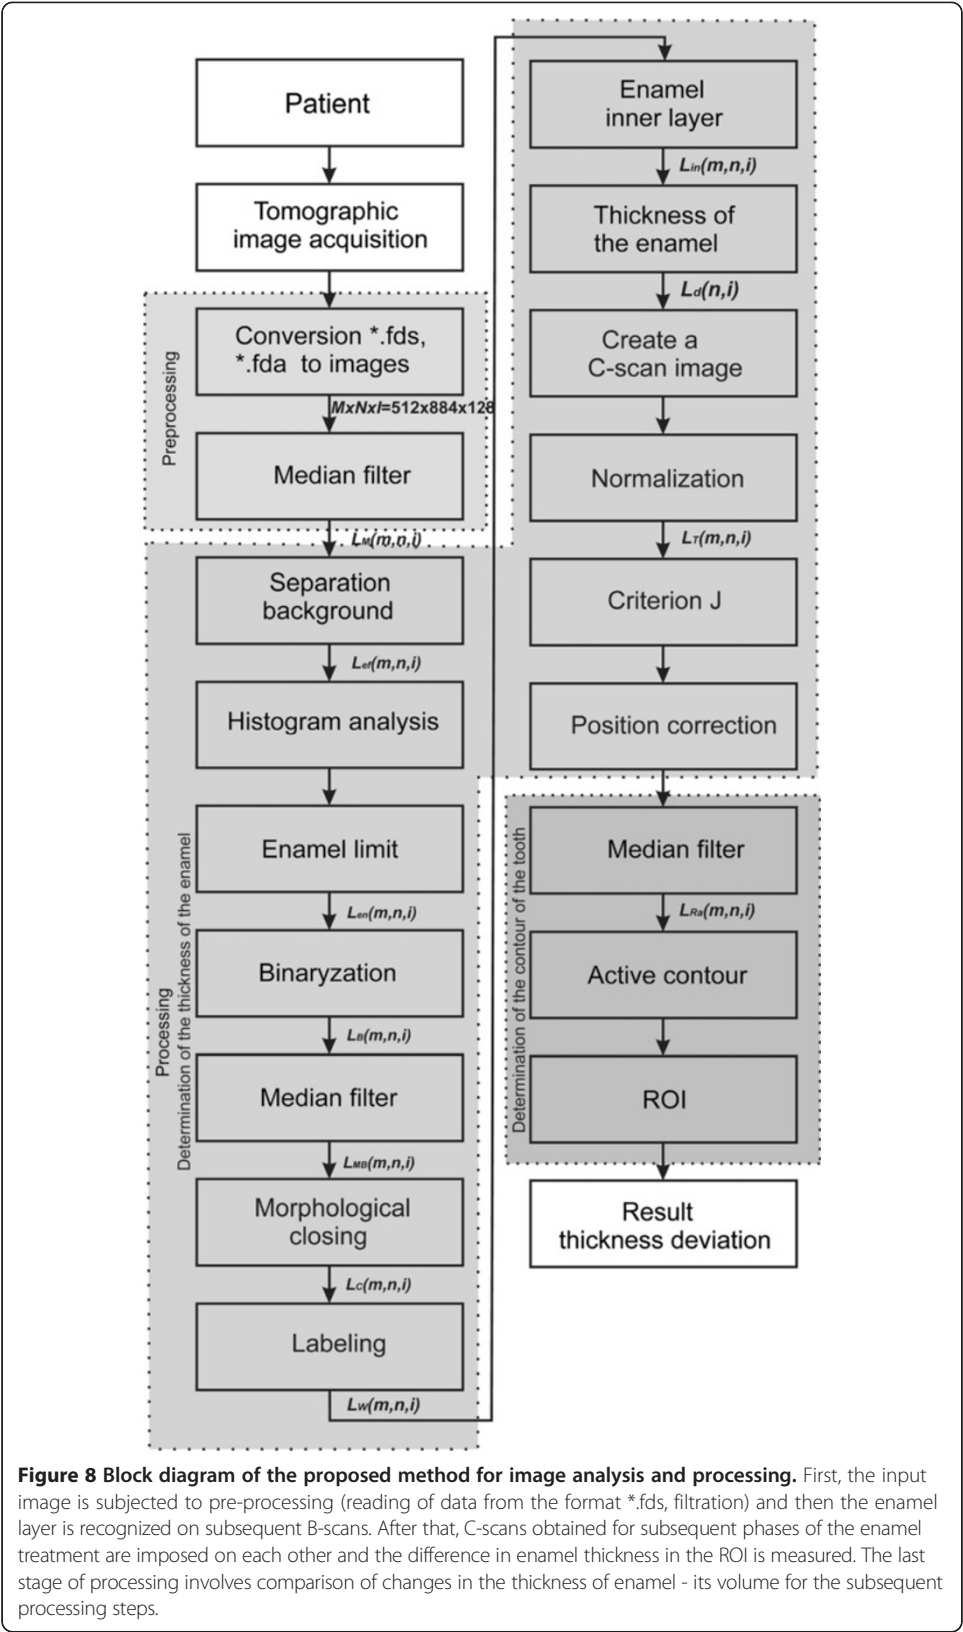 Patient
Tomographic
image acquisition
Preprocessing
Conversion *.fds,
*.fda to images
MxNxI=512x884x128
Median filter
LM(m,n,i)
Processing
Determination of the thickness of the enamel
Separation
background
Lef(m,n,i)
Histogram analysis
Enamel limit
Len(m,n,i)
Binaryzation
LB(m,n,i)
Median filter
LMB(m,n,i)
Morphological
closing
LC(m,n,i)
Labeling
LW(m,n,i)
Enamel
inner layer
Lin(m,n,i)
Thickness of
the enamel
Ld(n,i)
Create a
C-scan image
Normalization
LT(m,n,i)
Criterion J
Position correction
Determination of the contour of the tooth
Median filter
LRa(m,n,i)
Active contour
ROI
Result
thickness deviation
Figure 8 Block diagram of the proposed method for image analysis and processing. First, the input
image is subjected to pre-processing (reading of data from the format *.fds, filtration) and then the enamel
layer is recognized on subsequent B-scans. After that, C-scans obtained for subsequent phases of the enamel
treatment are imposed on each other and the difference in enamel thickness in the ROI is measured. The last
stage of processing involves comparison of changes in the thickness of enamel - its volume for the subsequent
processing steps.